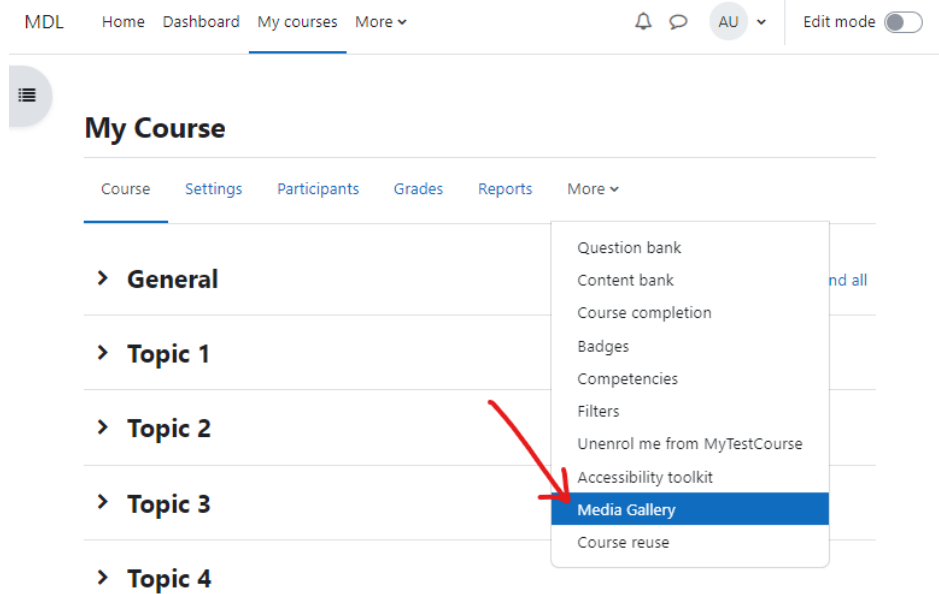 MDL Home Dashboard My courses More AU Edit mode
My Course
Course Settings Participants Grades Reports More
General
Question bank
Content bank
nd all
Course completion
Badges
Topic 1
Competencies
Filters
Topic 2
Unenrol me from MyTestCourse
Accessibility toolkit
Topic 3
Media Gallery
Course reuse
Topic 4